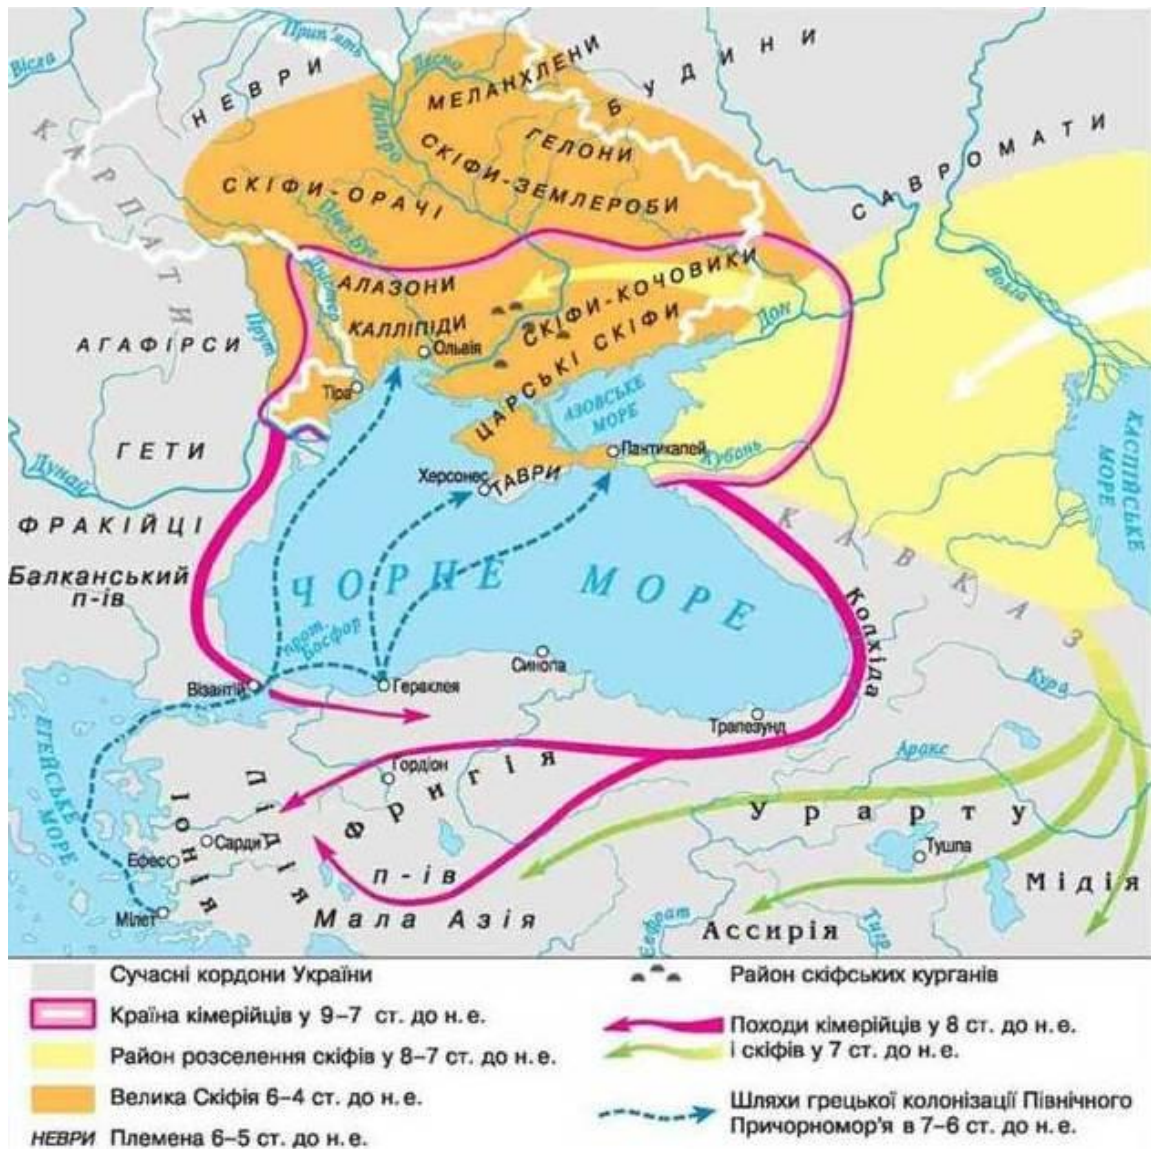 Вісла
Прип'ять
Десна
Дніпро
НЕВРИ
МЕЛАНХЛЕНИ
БУДИНИ
ГЕЛОНИ
САВРОМАТИ
КАРПАТИ
СКІФИ-ОРАЧІ
СКІФИ-ЗЕМЛЕРОБИ
Півд. Буг
Дністер
Прут
АЛАЗОНИ
СКІФИ-КОЧОВИКИ
КАЛЛІПІДИ
ЦАРСЬКІ СКІФИ
Дон
Волга
АГАФІРСИ
Ольвія
Тіра
АЗОВСЬКЕ
МОРЕ
КАСПІЙСЬКЕ
МОРЕ
ГЕТИ
Дунай
Пантикапей
Кубань
Херсонес
ТАВРИ
ФРАКІЙЦІ
КАВКАЗ
Балканський
п-ів
ЧОРНЕ МОРЕ
Колхіда
прот.
Босфор
Синопа
Візантій
Гераклея
Трапезунд
Кура
Аракс
ЕГЕЙСЬКЕ МОРЕ
Гордіон
Фригія
Лідія
Іонія
Сарди
Ефес
Мілет
Урарту
Тушпа
Мідія
п-ів
Мала Азія
Ассирія
Євфрат
Тигр
Сучасні кордони України
Країна кімерійців у 9–7 ст. до н. е.
Район розселення скіфів у 8–7 ст. до н. е.
Велика Скіфія 6–4 ст. до н. е.
НЕВРИ Племена 6–5 ст. до н. е.
Район скіфських курганів
Походи кімерійців у 8 ст. до н. е.
і скіфів у 7 ст. до н. е.
Шляхи грецької колонізації Північного
Причорномор'я в 7–6 ст. до н. е.